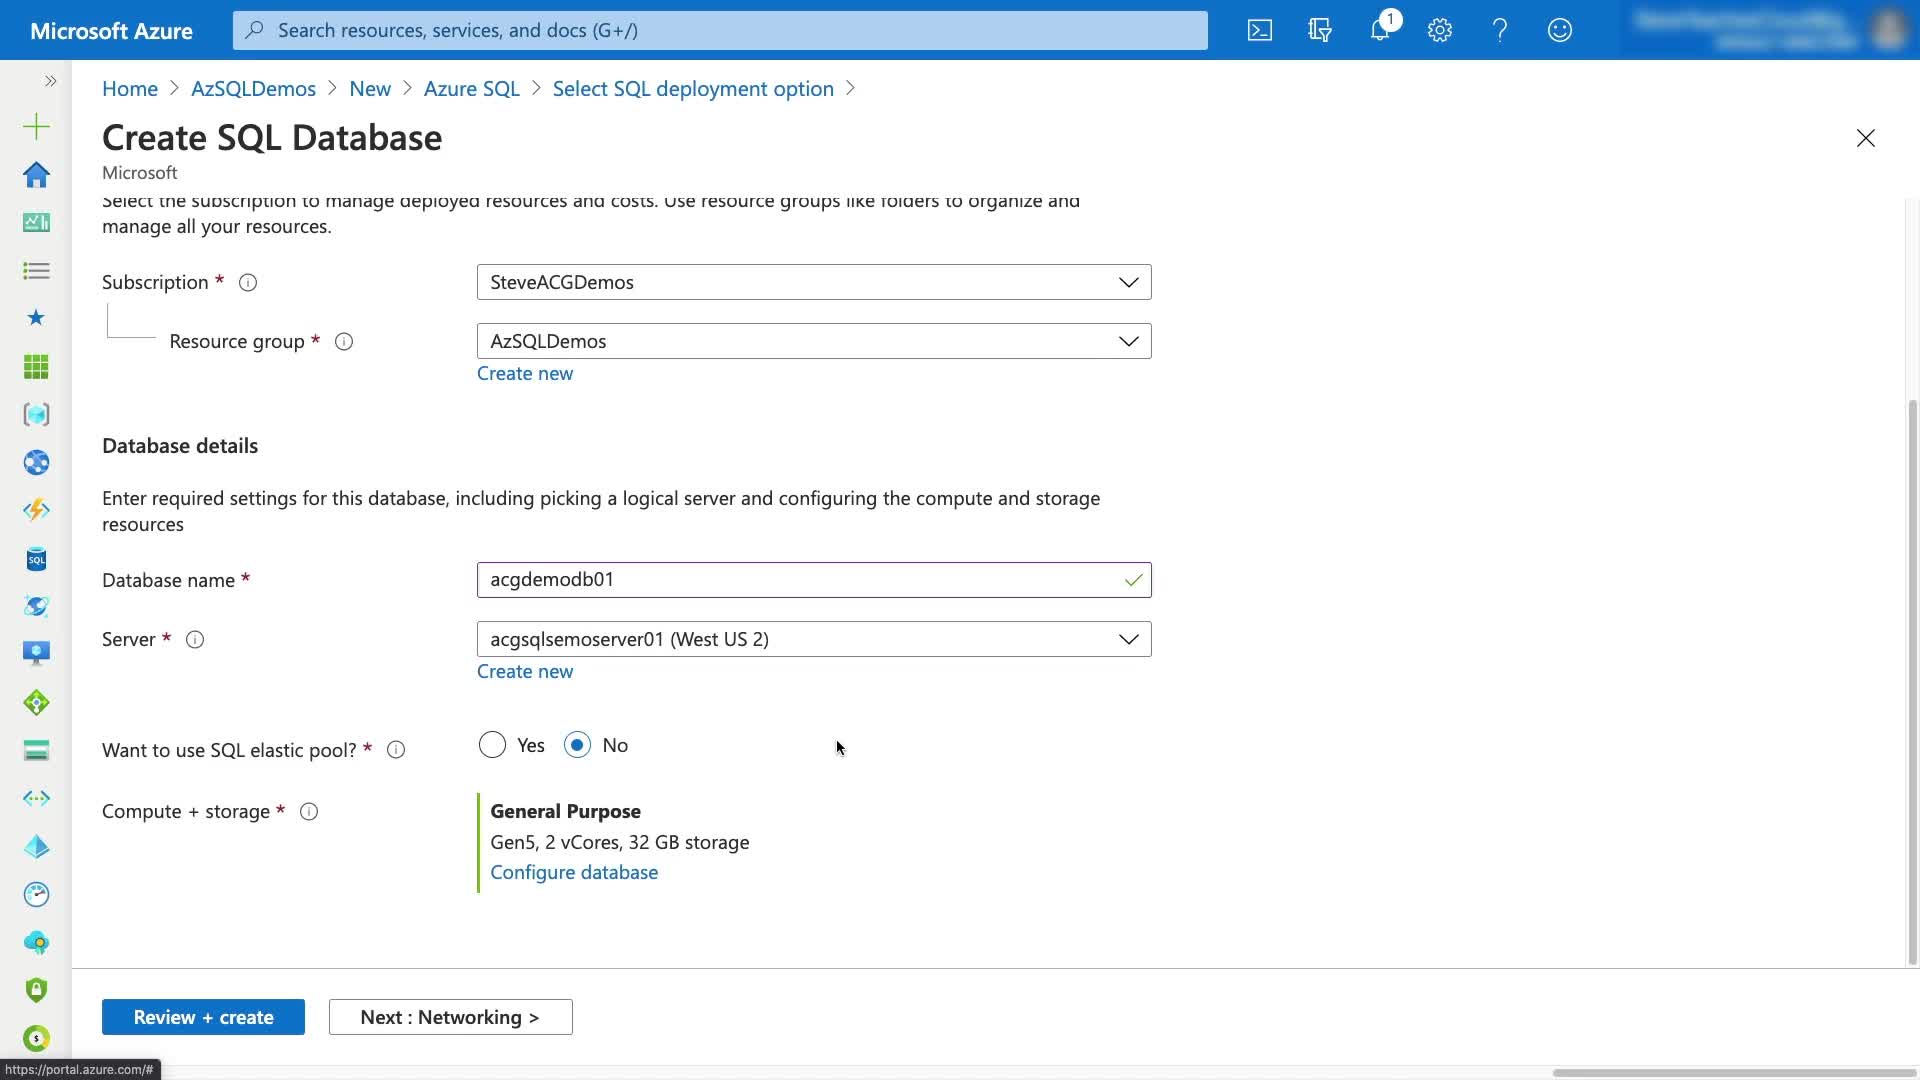 Microsoft Azure
Search resources, services, and docs (G+/)
1
Home > AzSQLDemos > New > Azure SQL > Select SQL deployment option >
Create SQL Database
Microsoft
Select the subscription to manage deployed resources and costs. Use resource groups like folders to organize and
manage all your resources.
Subscription *
SteveACGDemos
Resource group *
AzSQLDemos
Create new
Database details
Enter required settings for this database, including picking a logical server and configuring the compute and storage
resources
Database name *
acgdemodb01
Server *
acgsqlsemoserver01 (West US 2)
Create new
Want to use SQL elastic pool? *
Yes No
Compute + storage *
General Purpose
Gen5, 2 vCores, 32 GB storage
Configure database
Review + create
Next : Networking >
https://portal.azure.com/#